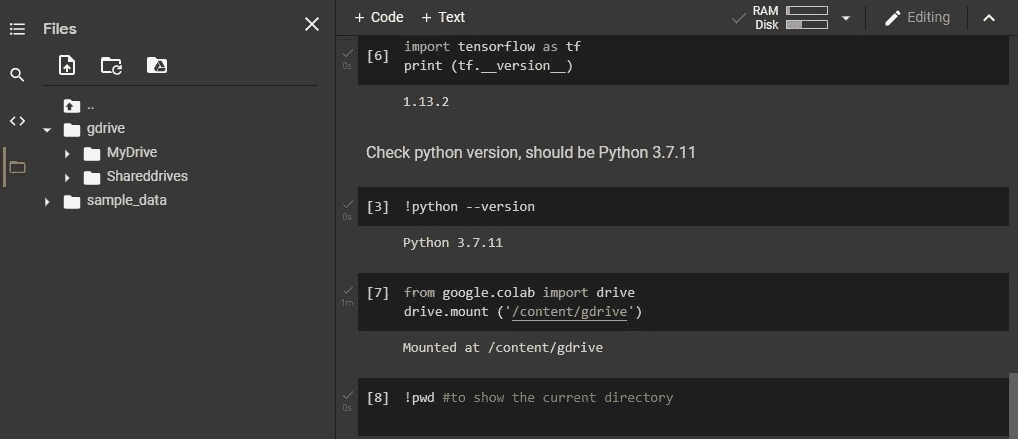 Files
..
gdrive
MyDrive
Shareddrives
sample_data
+ Code + Text
RAM
Disk
Editing
[6] import tensorflow as tf
print (tf.__version__)
0s
1.13.2
Check python version, should be Python 3.7.11
[3] !python --version
0s
Python 3.7.11
[7] from google.colab import drive
1m
drive.mount ('/content/gdrive')
Mounted at /content/gdrive
[8] !pwd #to show the current directory
0s